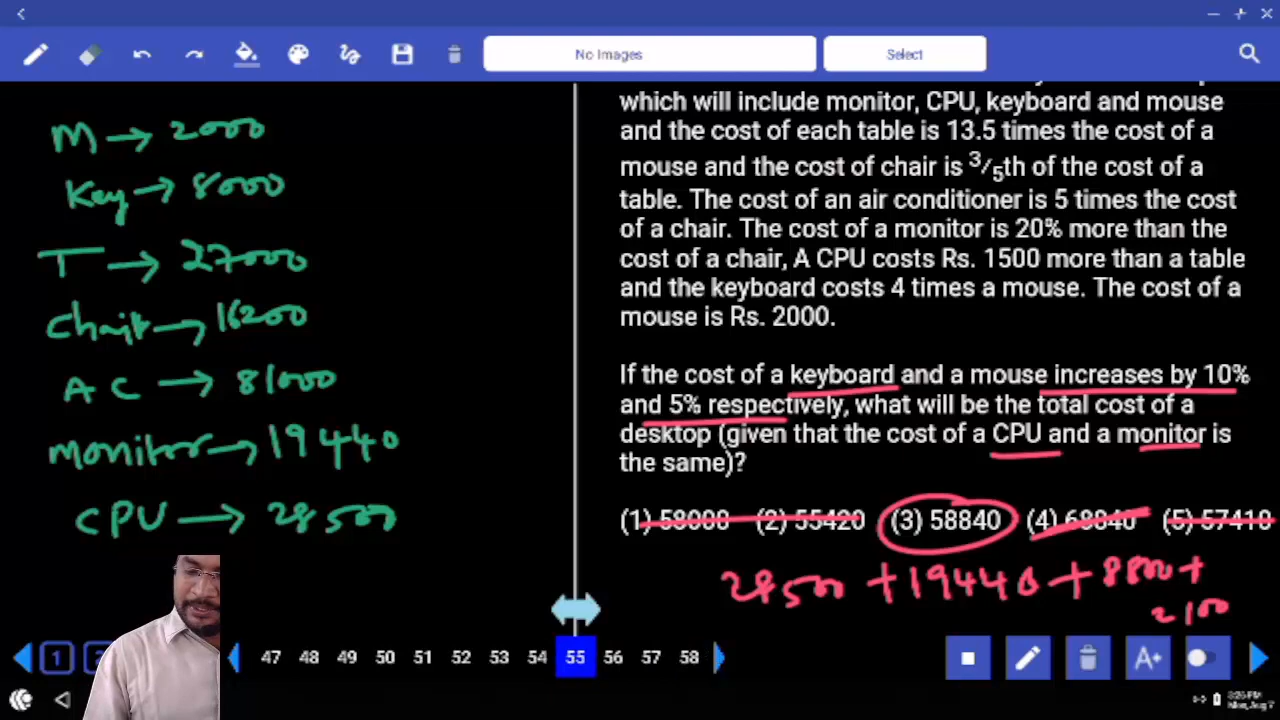 No Images
Select
M → 2000
Key → 8000
T → 27000
Chair → 16200
AC → 81000
monitor → 19440
CPU → 28500
which will include monitor, CPU, keyboard and mouse
and the cost of each table is 13.5 times the cost of a
mouse and the cost of chair is 3/5th of the cost of a
table. The cost of an air conditioner is 5 times the cost
of a chair. The cost of a monitor is 20% more than the
cost of a chair, A CPU costs Rs. 1500 more than a table
and the keyboard costs 4 times a mouse. The cost of a
mouse is Rs. 2000.
If the cost of a keyboard and a mouse increases by 10%
and 5% respectively, what will be the total cost of a
desktop (given that the cost of a CPU and a monitor is
the same)?
(1) 58000 (2) 55420 (3) 58840 (4) 68840 (5) 57410
28500 + 19440 + 8800 +
2100
1
47 48 49 50 51 52 53 54 55 56 57 58
A+